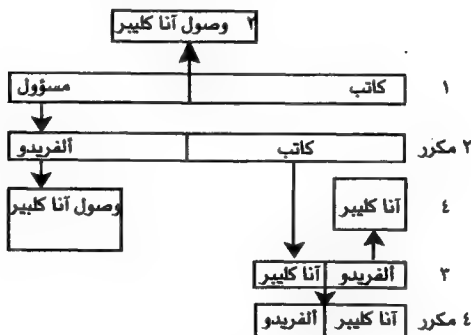 ٢ وصول آنا كليبر
١ كاتب مسؤول
٢ مكرر كاتب ألفريدو
٤ آنا كليبر وصول آنا كليبر
٣ ألفريدو آنا كليبر
٤ مكرر آنا كليبر ألفريدو